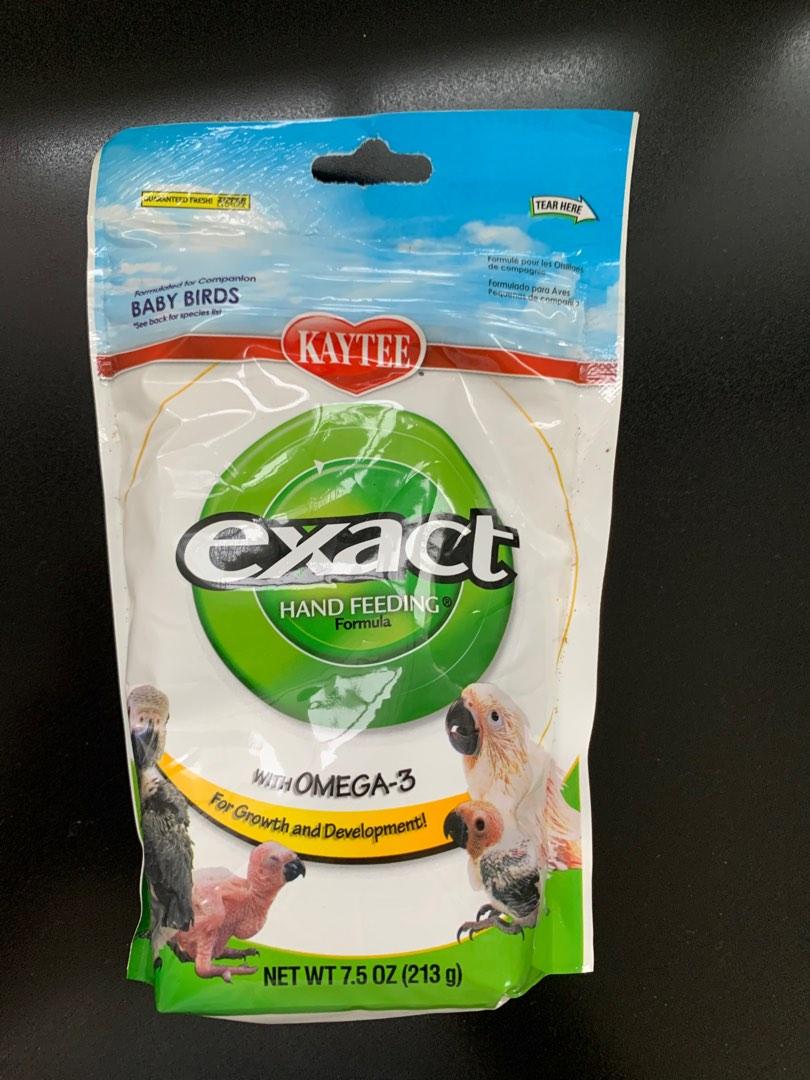 GUARANTEED FRESH!
TEAR HERE
Formulated for Companion
BABY BIRDS
*See back for species list
Formulé pour les Oisillons
de compagnie
Formulado para Aves
Pequenas de compañia
KAYTEE
exact
HAND FEEDING®
Formula
WITH OMEGA-3
For Growth and Development!
NET WT 7.5 OZ (213 g)